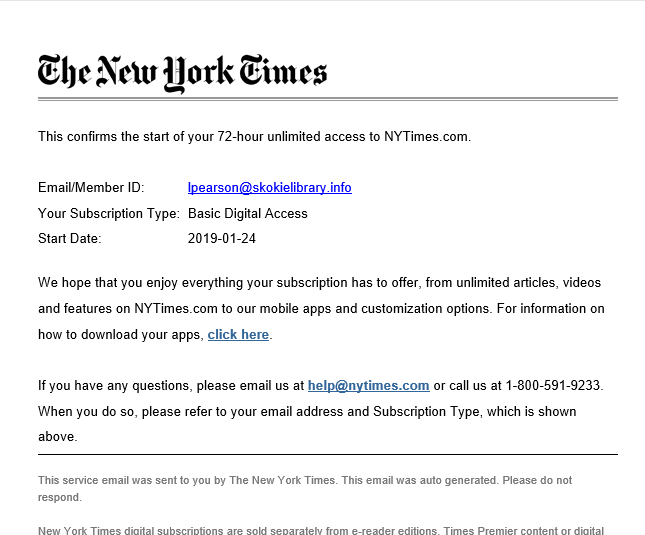 The New York Times
This confirms the start of your 72-hour unlimited access to NYTimes.com.
Email/Member ID: lpearson@skokielibrary.info
Your Subscription Type: Basic Digital Access
Start Date: 2019-01-24
We hope that you enjoy everything your subscription has to offer, from unlimited articles, videos
and features on NYTimes.com to our mobile apps and customization options. For information on
how to download your apps, click here.
If you have any questions, please email us at help@nytimes.com or call us at 1-800-591-9233.
When you do so, please refer to your email address and Subscription Type, which is shown
above.
This service email was sent to you by The New York Times. This email was auto generated. Please do not
respond.
New York Times digital subscriptions are sold separately from e-reader editions. Times Premier content or digital